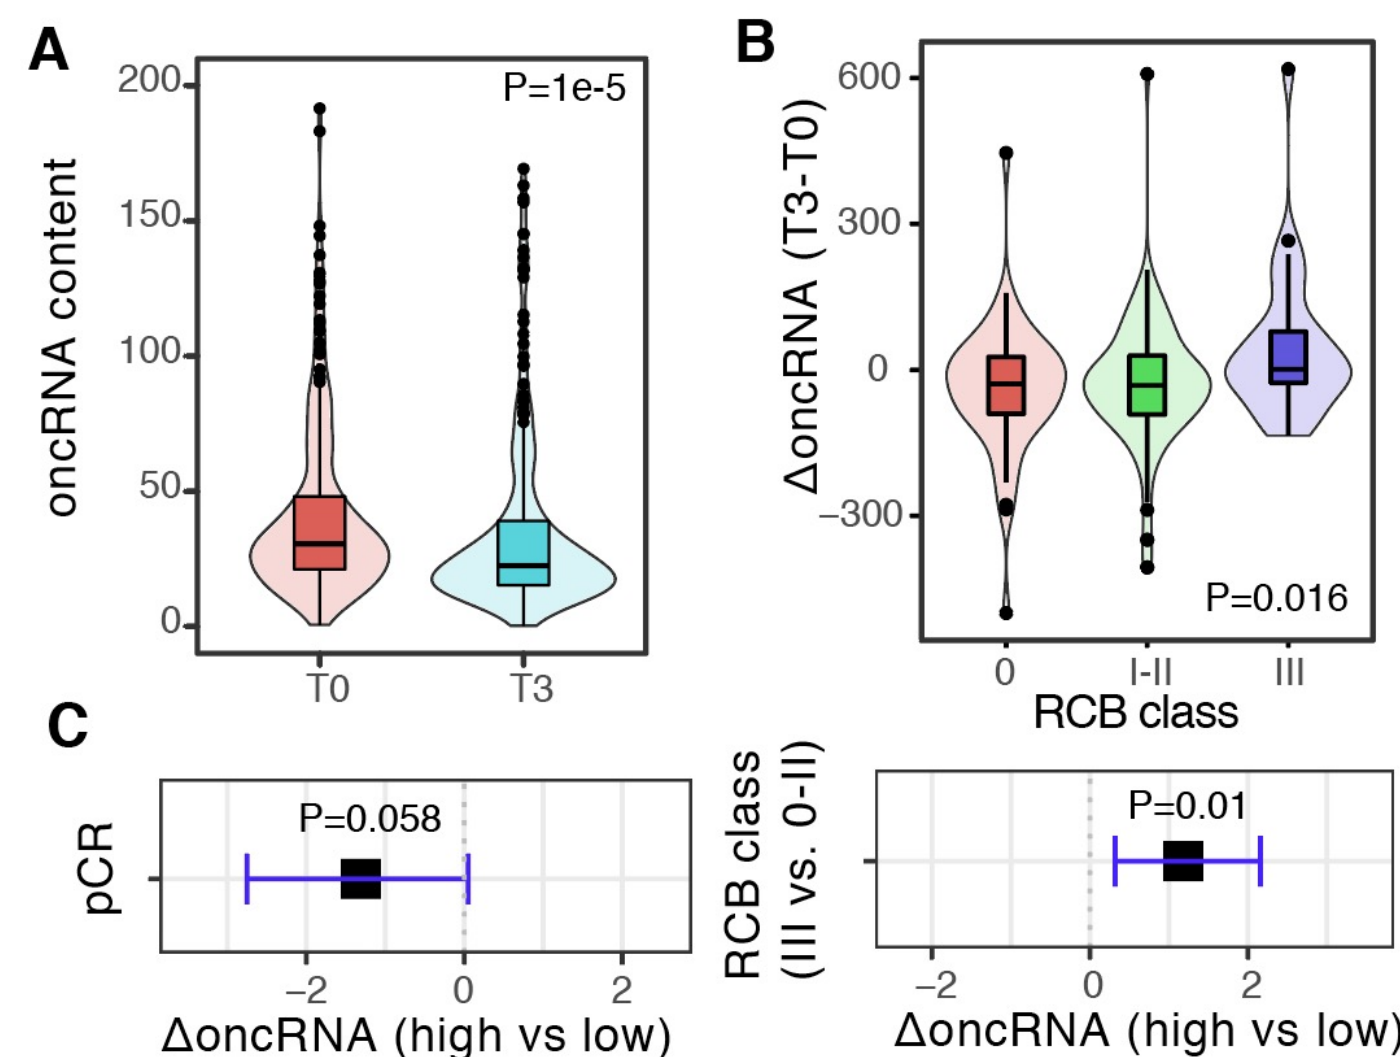 A
oncRNA content
200
150
100
50
0
P=1e-5
T0
T3
B
ΔoncRNA (T3-T0)
600
300
0
−300
P=0.016
0
I-II
III
RCB class
C
pCR
P=0.058
−2
0
2
ΔoncRNA (high vs low)
RCB class
(III vs. 0-II)
P=0.01
−2
0
2
ΔoncRNA (high vs low)